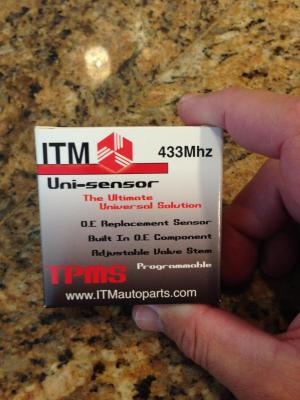 ITM 433Mhz
Uni-sensor
The Ultimate
Universal Solution
O.E Replacement Sensor
Built In O.E Component
Adjustable Valve Stem
TPMS Programmable
www.ITMautoparts.com